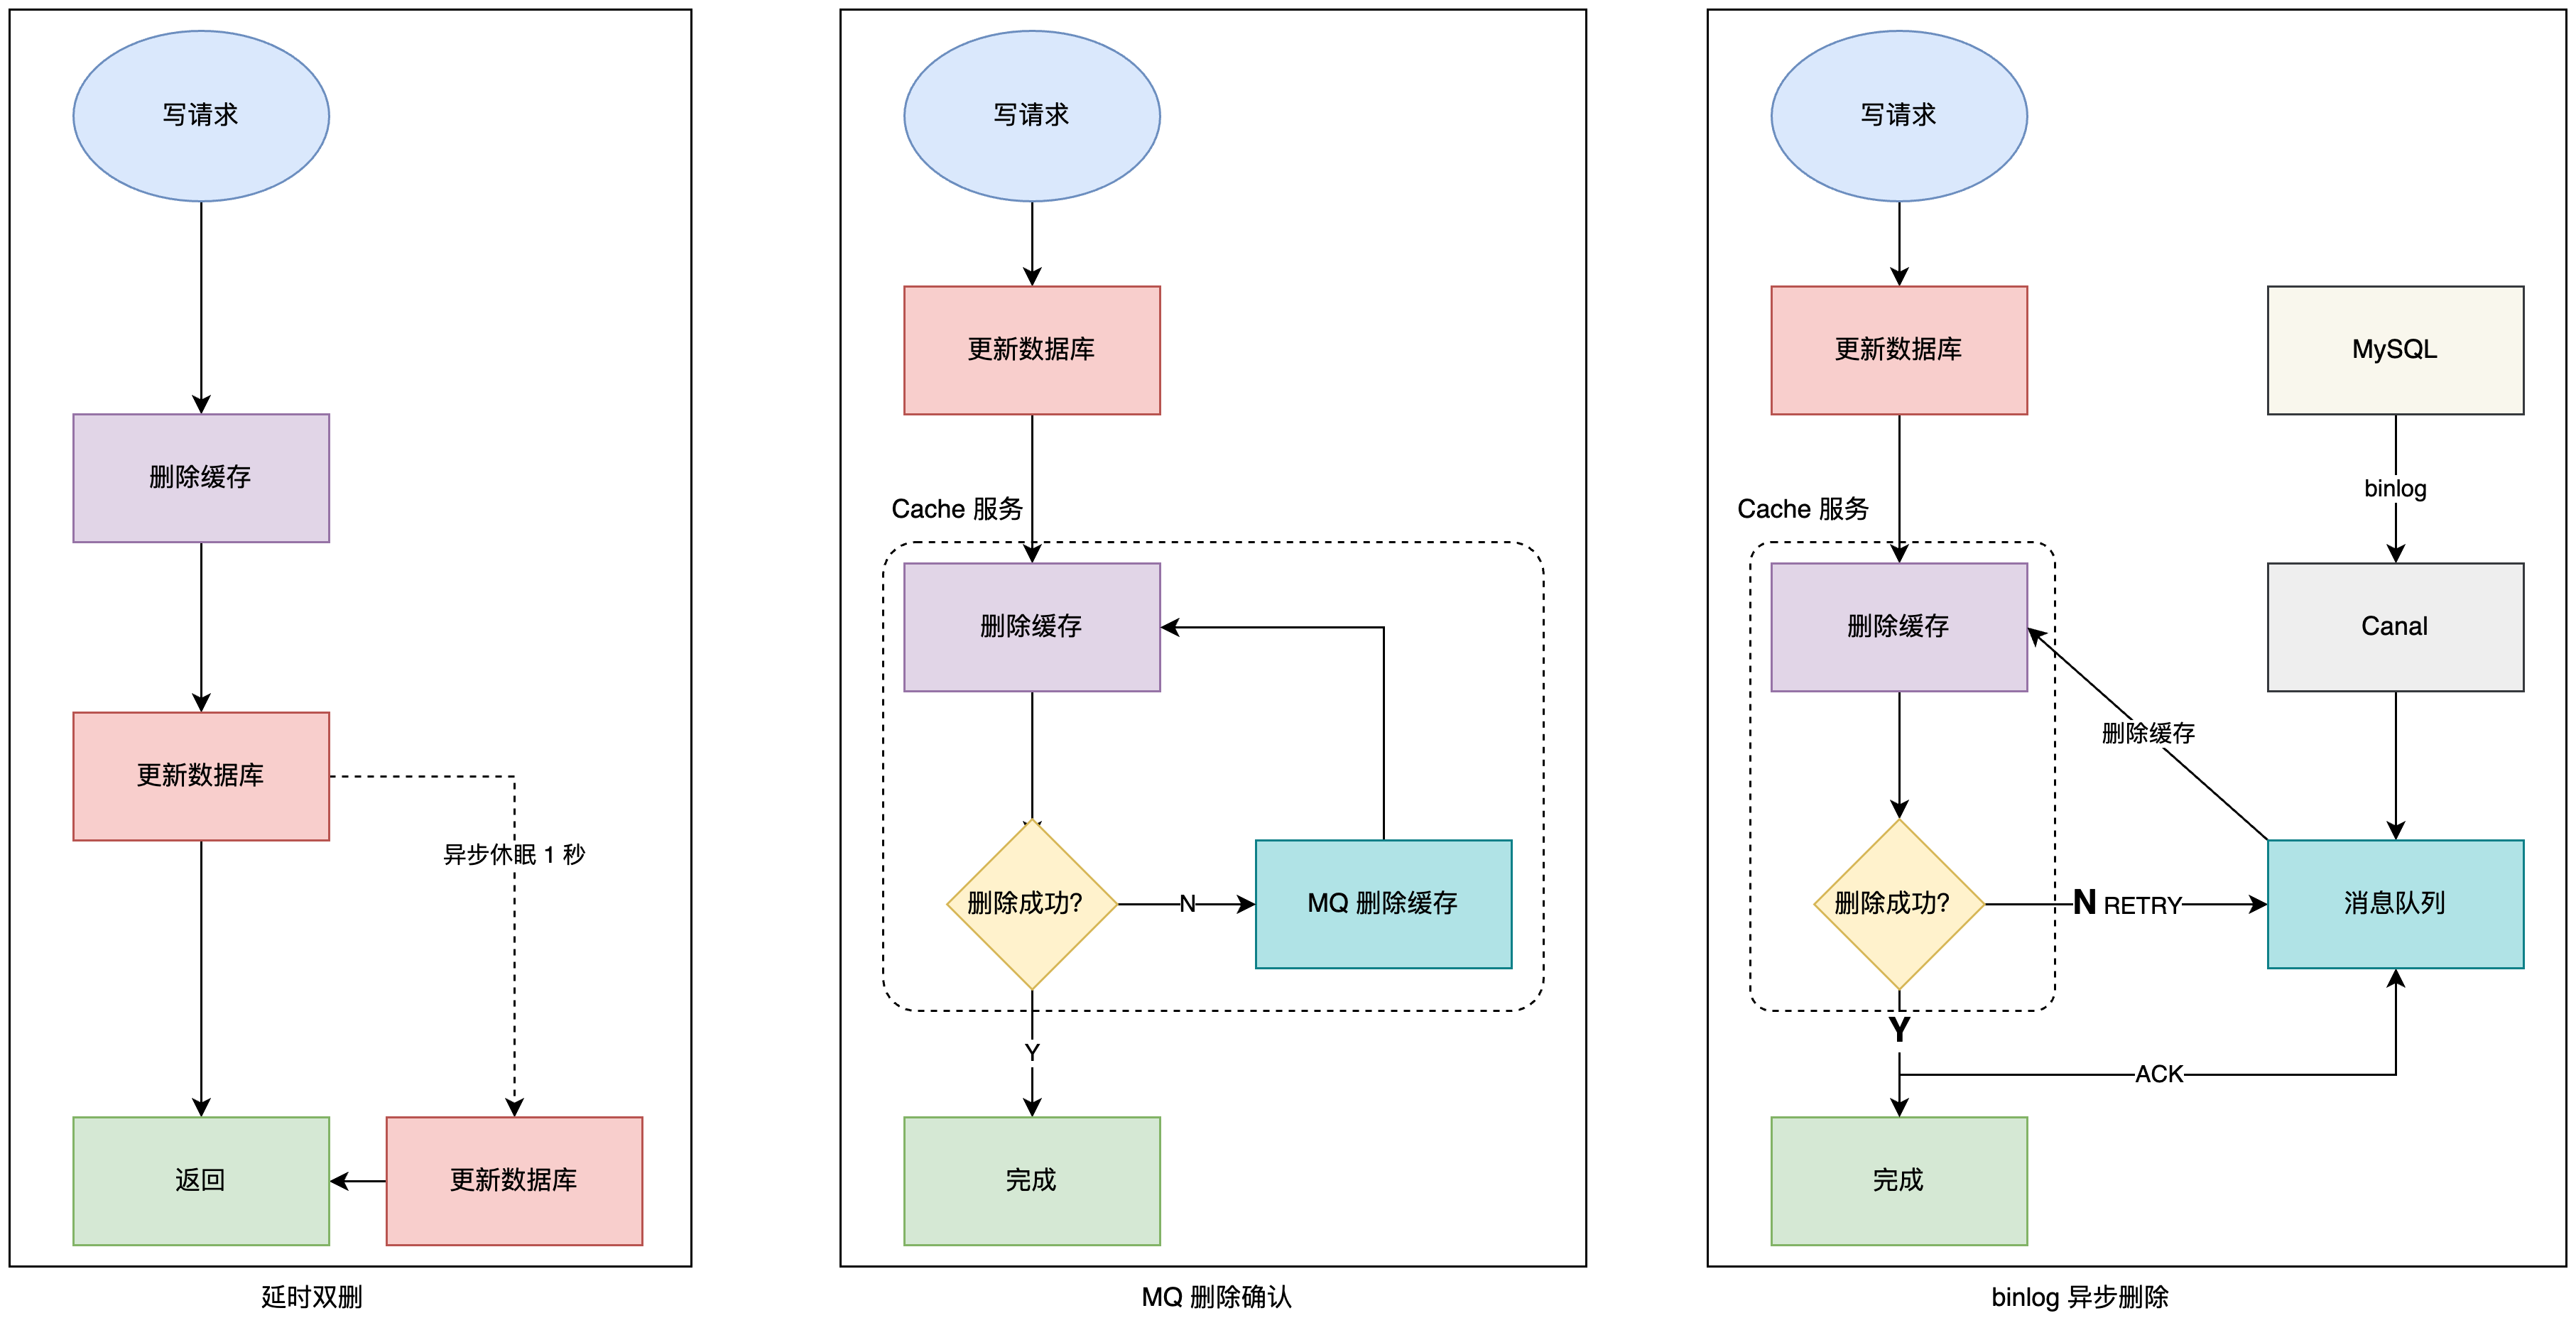 写请求
删除缓存
更新数据库
异步休眠 1 秒
返回
更新数据库
延时双删
写请求
更新数据库
Cache 服务
删除缓存
删除成功?
N
MQ 删除缓存
Y
完成
MQ 删除确认
写请求
更新数据库
MySQL
binlog
Cache 服务
删除缓存
Canal
删除缓存
删除成功?
N RETRY
消息队列
Y
ACK
完成
binlog 异步删除